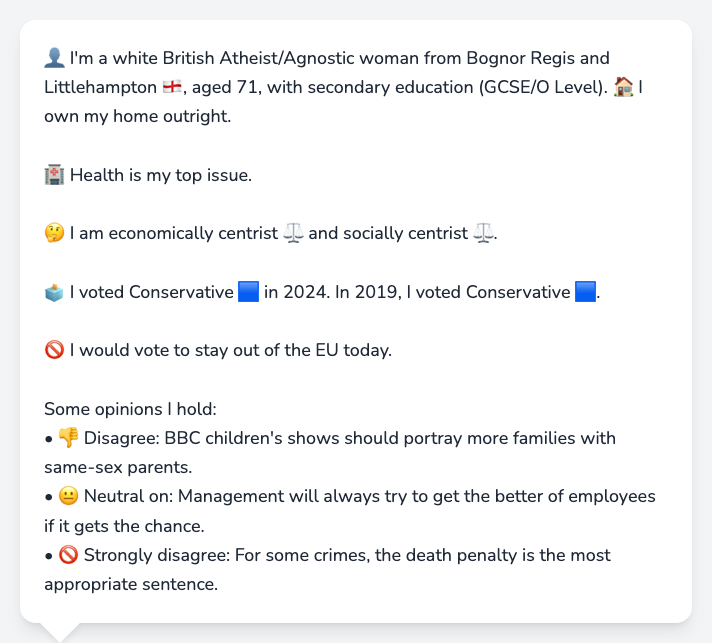 👤 I'm a white British Atheist/Agnostic woman from Bognor Regis and
Littlehampton 🏴󠁧󠁢󠁥󠁮󠁧󠁿, aged 71, with secondary education (GCSE/O Level). 🏠 I
own my home outright.
🏥 Health is my top issue.
🤔 I am economically centrist ⚖️ and socially centrist ⚖️.
🗳️ I voted Conservative 🟦 in 2024. In 2019, I voted Conservative 🟦.
🚫 I would vote to stay out of the EU today.
Some opinions I hold:
• 👎 Disagree: BBC children's shows should portray more families with
same-sex parents.
• 😐 Neutral on: Management will always try to get the better of employees
if it gets the chance.
• 🚫 Strongly disagree: For some crimes, the death penalty is the most
appropriate sentence.